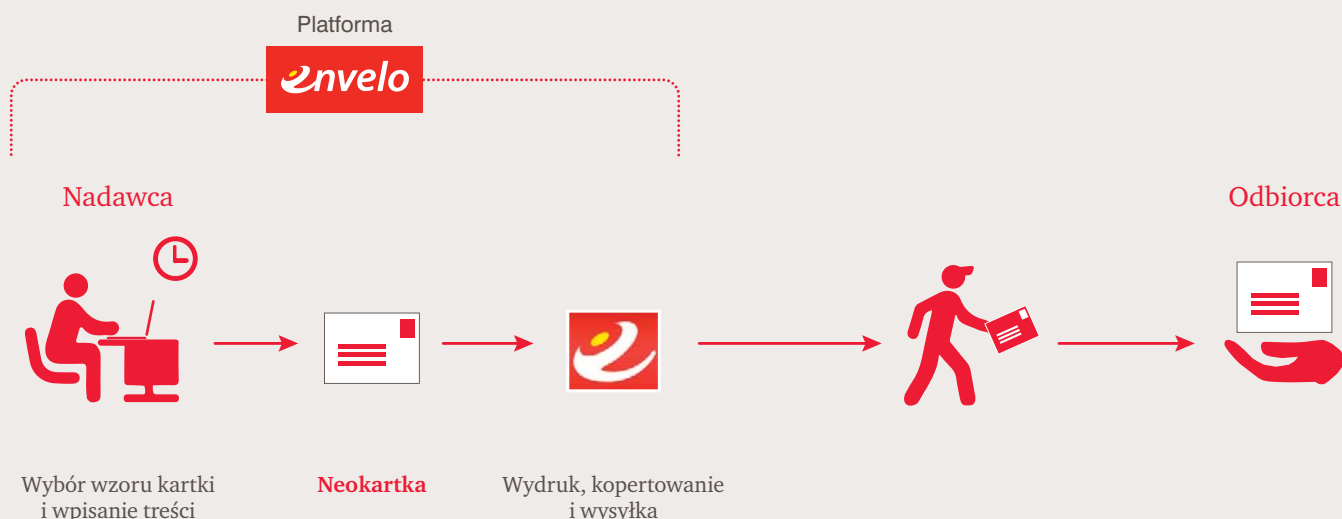 Platforma
envelo
Nadawca
Odbiorca
Wybór wzoru kartki
i wpisanie treści
Neokartka
Wydruk, kopertowanie
i wysyłka